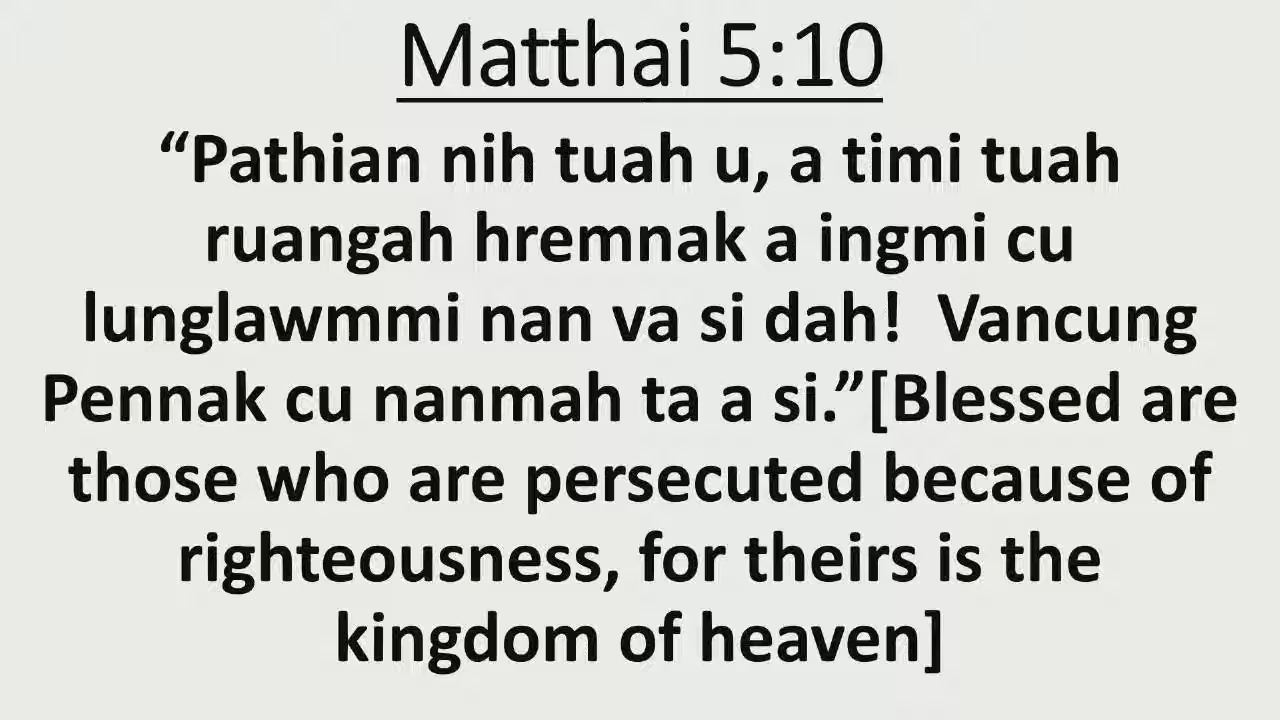 Matthai 5:10
“Pathian nih tuah u, a timi tuah
ruangah hremnak a ingmi cu
lunglawmmi nan va si dah!  Vancung
Pennak cu nanmah ta a si.”[Blessed are
those who are persecuted because of
righteousness, for theirs is the
kingdom of heaven]